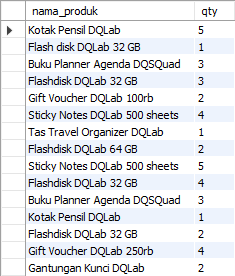 nama_produk qty
Kotak Pensil DQLab 5
Flash disk DQLab 32 GB 1
Buku Planner Agenda DQSQuad 3
Flashdisk DQLab 32 GB 3
Gift Voucher DQLab 100rb 2
Sticky Notes DQLab 500 sheets 4
Tas Travel Organizer DQLab 1
Flashdisk DQLab 64 GB 2
Sticky Notes DQLab 500 sheets 5
Flashdisk DQLab 32 GB 4
Buku Planner Agenda DQSQuad 3
Kotak Pensil DQLab 1
Flashdisk DQLab 32 GB 2
Gift Voucher DQLab 250rb 4
Gantungan Kunci DQLab 2